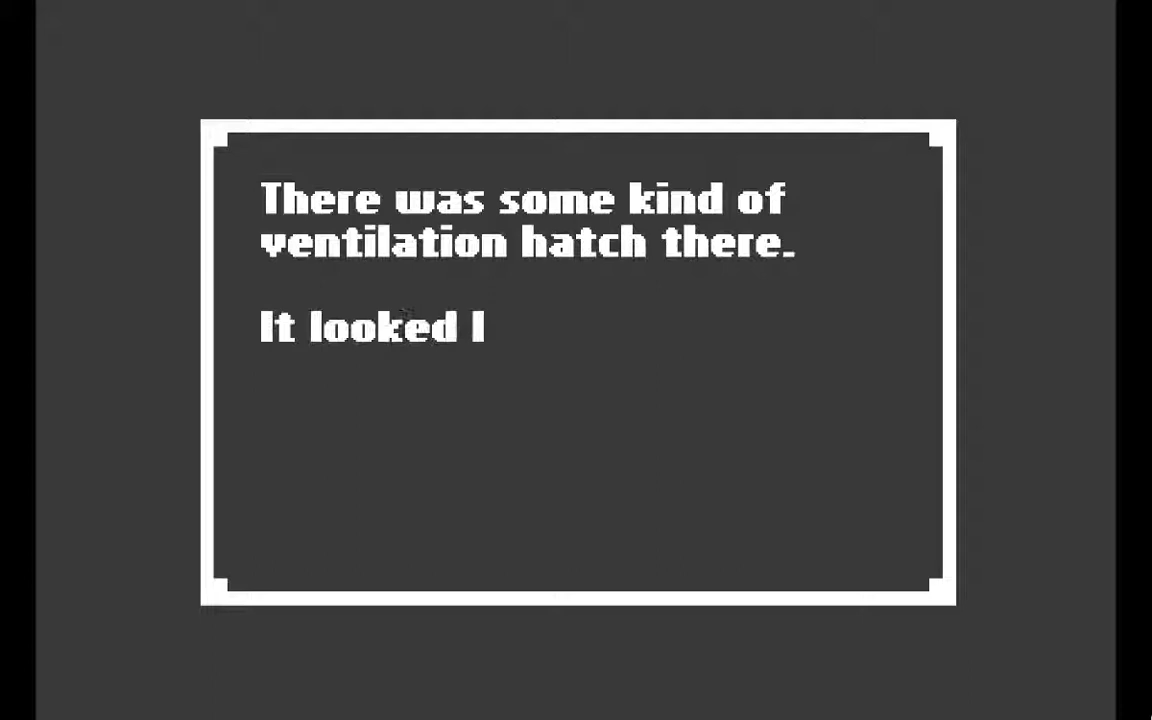 There was some kind of
ventilation hatch there.
It looked l